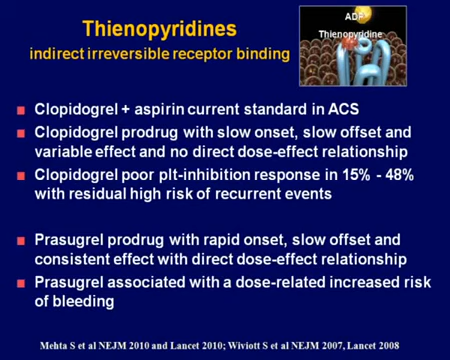 Thienopyridines
indirect irreversible receptor binding
ADP
Thienopyridine
Clopidogrel + aspirin current standard in ACS
Clopidogrel prodrug with slow onset, slow offset and
variable effect and no direct dose-effect relationship
Clopidogrel poor plt-inhibition response in 15% - 48%
with residual high risk of recurrent events
Prasugrel prodrug with rapid onset, slow offset and
consistent effect with direct dose-effect relationship
Prasugrel associated with a dose-related increased risk
of bleeding
Mehta S et al NEJM 2010 and Lancet 2010; Wiviott S et al NEJM 2007, Lancet 2008